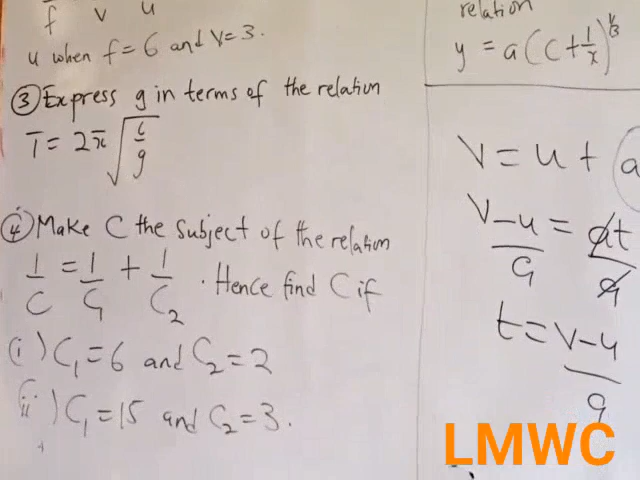 f v u
u when f = 6 and v = 3.
③ Express g in terms of the relation
T = 2π √(l/g)
④ Make C the subject of the relation
1/C = 1/C₁ + 1/C₂ . Hence find C if
(i) C₁ = 6 and C₂ = 2
(ii) C₁ = 15 and C₂ = 3.
relation
y = a(c + 1/x)^1/3
V = u + a
V - u = at
a a
t = v - u
a
LMWC